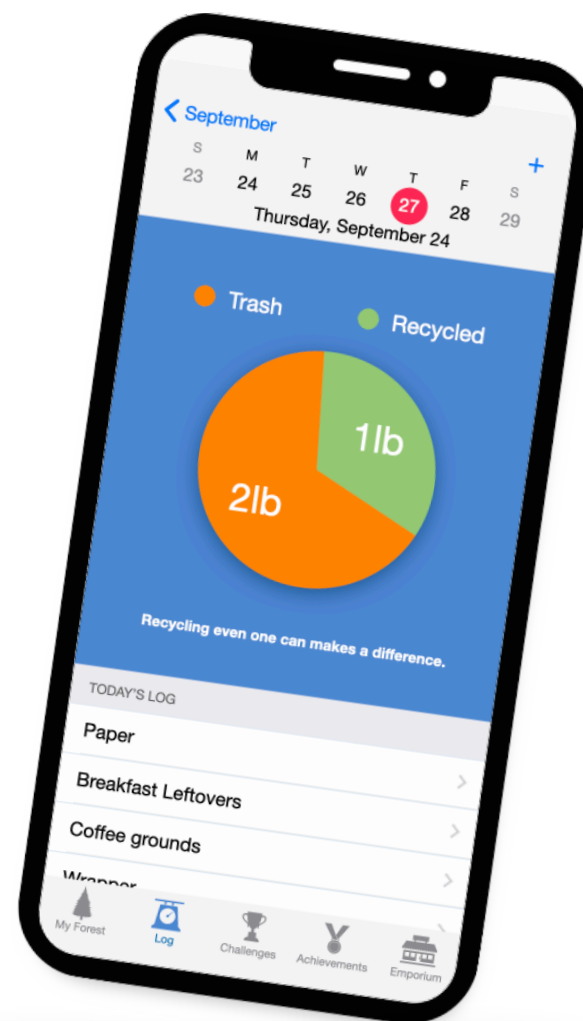 September
+
S M T W T F S
23 24 25 26 27 28 29
Thursday, September 24
Trash Recycled
1lb
2lb
Recycling even one can makes a difference.
TODAY'S LOG
Paper
Breakfast Leftovers
Coffee grounds
Wrapper
My Forest Log Challenges Achievements Emporium